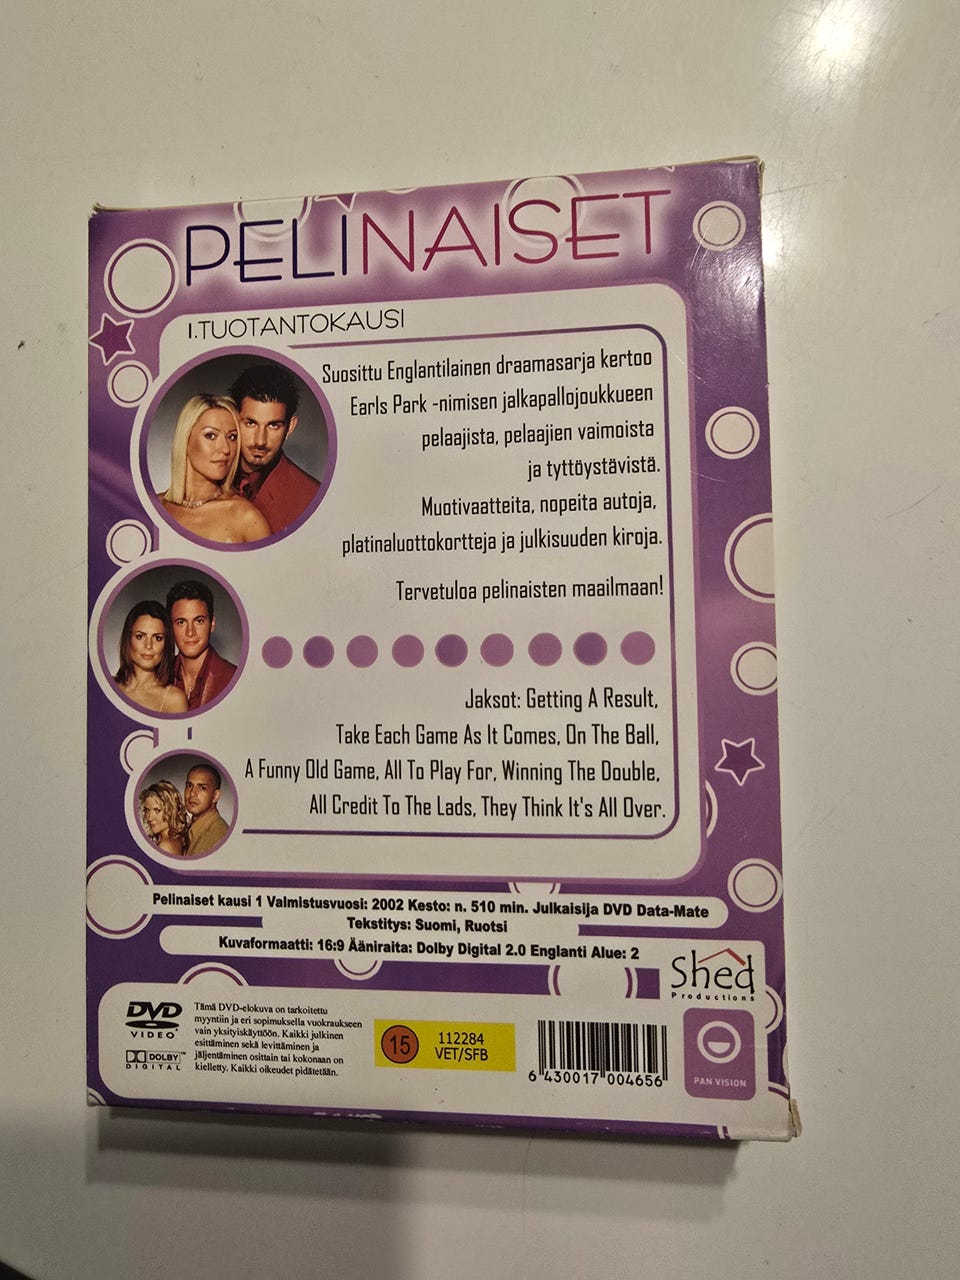 PELINAISET
1.TUOTANTOKAUSI
Suosittu Englantilainen draamasarja kertoo
Earls Park -nimisen jalkapallojoukkueen
pelaajista, pelaajien vaimoista
ja tyttöystävistä.
Muotivaatteita, nopeita autoja,
platinaluottokortteja ja julkisuuden kiroja.
Tervetuloa pelinaisten maailmaan!
Jaksot: Getting A Result,
Take Each Game As It Comes, On The Ball,
A Funny Old Game, All To Play For, Winning The Double,
All Credit To The Lads, They Think It's All Over.
Pelinaiset kausi 1 Valmistusvuosi: 2002 Kesto: n. 510 min. Julkaisija DVD Data-Mate
Tekstitys: Suomi, Ruotsi
Kuvaformaatti: 16:9 Ääniraita: Dolby Digital 2.0 Englanti Alue: 2
Shed
Productions
DVD
VIDEO
DOLBY
DIGITAL
Tämä DVD-elokuva on tarkoitettu
myyntiin ja eri sopimuksella vuokraukseen
vain yksityiskäyttöön. Kaikki julkinen
esittäminen sekä levittäminen ja
jäljentäminen osittain tai kokonaan on
kielletty. Kaikki oikeudet pidätetään.
15
112284
VET/SFB
6 430017 004656
PAN VISION